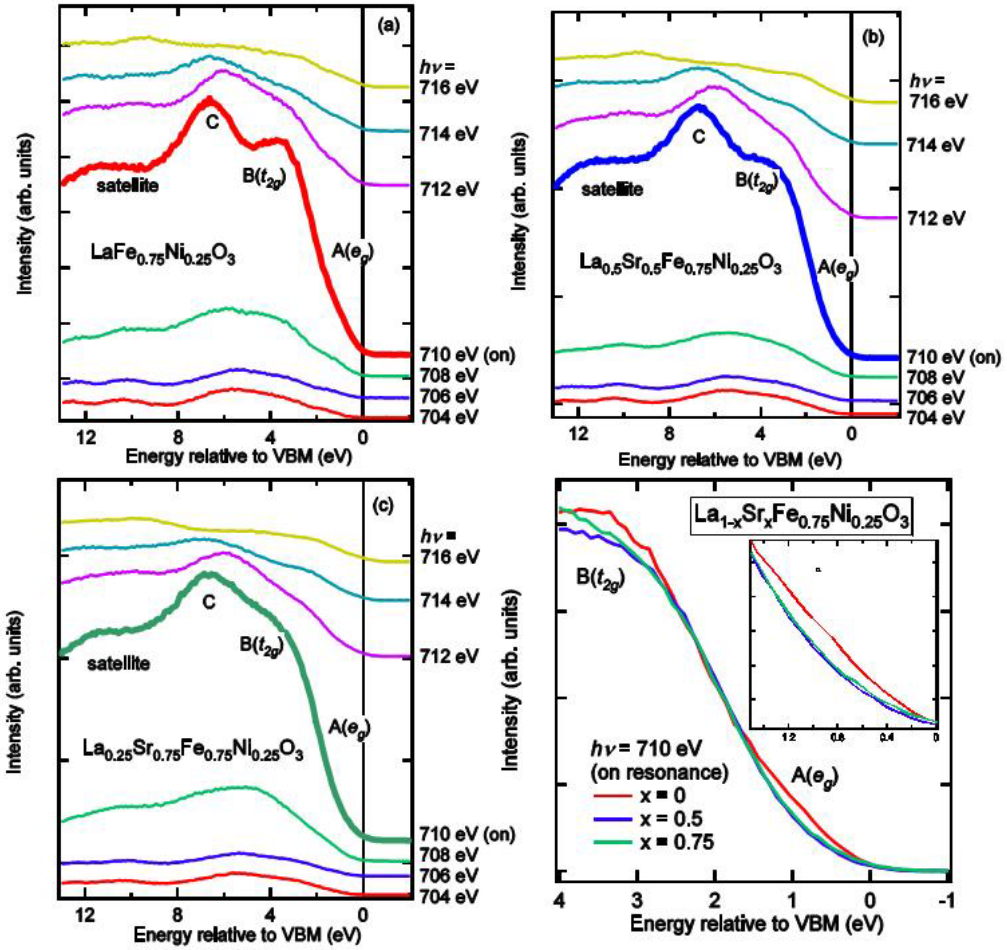 (a)
hν =
716 eV
714 eV
712 eV
C
B(t2g)
satellite
LaFe0.75Ni0.25O3
A(eg)
710 eV (on)
708 eV
706 eV
704 eV
12 8 4 0
Energy relative to VBM (eV)
Intensity (arb. units)
(b)
hν =
716 eV
714 eV
712 eV
C
B(t2g)
satellite
La0.5Sr0.5Fe0.75Ni0.25O3
A(eg)
710 eV (on)
708 eV
706 eV
704 eV
12 8 4 0
Energy relative to VBM (eV)
Intensity (arb. units)
(c)
hν =
716 eV
714 eV
712 eV
C
B(t2g)
satellite
A(eg)
La0.25Sr0.75Fe0.75Ni0.25O3
710 eV (on)
708 eV
706 eV
704 eV
12 8 4 0
Energy relative to VBM (eV)
Intensity (arb. units)
La1-xSrxFe0.75Ni0.25O3
B(t2g)
1.2 0.8 0.4 0
hν = 710 eV
(on resonance)
A(eg)
x = 0
x = 0.5
x = 0.75
4 3 2 1 0 -1
Energy relative to VBM (eV)
Intensity (arb. units)